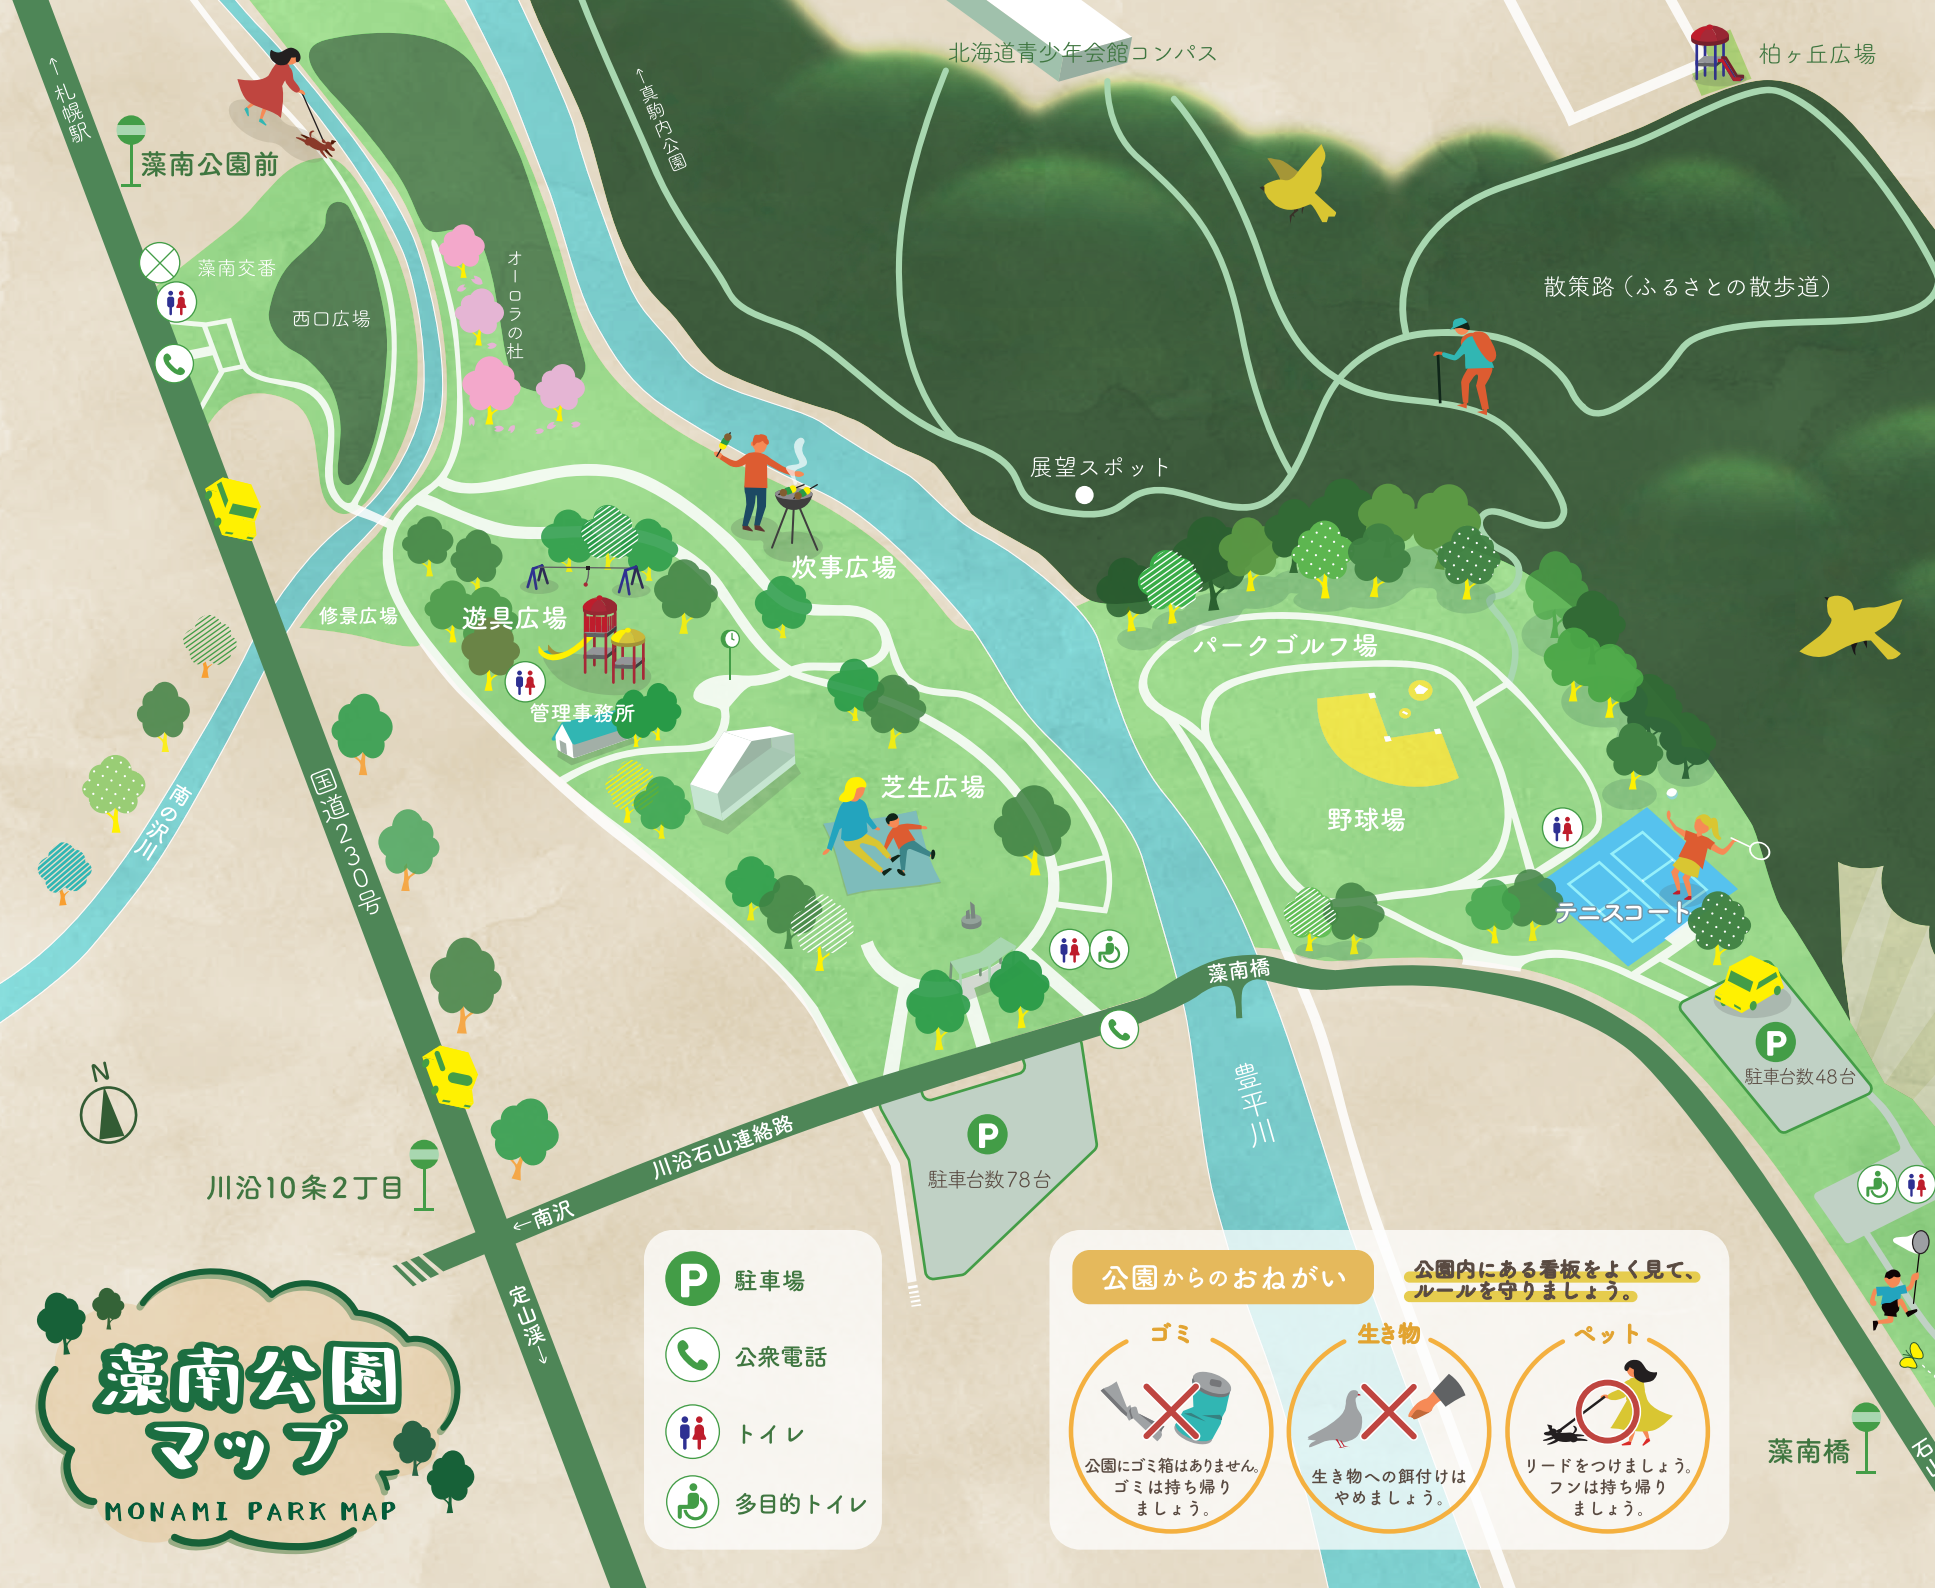 ←札幌駅
藻南公園前
藻南交番
西口広場
オーロラの杜
←真駒内公園
北海道青少年会館コンパス
柏ヶ丘広場
散策路（ふるさとの散歩道）
展望スポット
炊事広場
遊具広場
修景広場
管理事務所
芝生広場
パークゴルフ場
野球場
テニスコート
南の沢川
国道230号
藻南橋
豊平川
P
駐車台数48台
P
駐車台数78台
川沿石山連絡路
←南沢
定山渓→
N
川沿10条2丁目
藻南公園
マップ
MONAMI PARK MAP
P 駐車場
公衆電話
トイレ
多目的トイレ
公園からのおねがい
公園内にある看板をよく見て、
ルールを守りましょう。
ゴミ
公園にゴミ箱はありません。
ゴミは持ち帰り
ましょう。
生き物
生き物への餌付けは
やめましょう。
ペット
リードをつけましょう。
フンは持ち帰り
ましょう。
藻南橋
石山